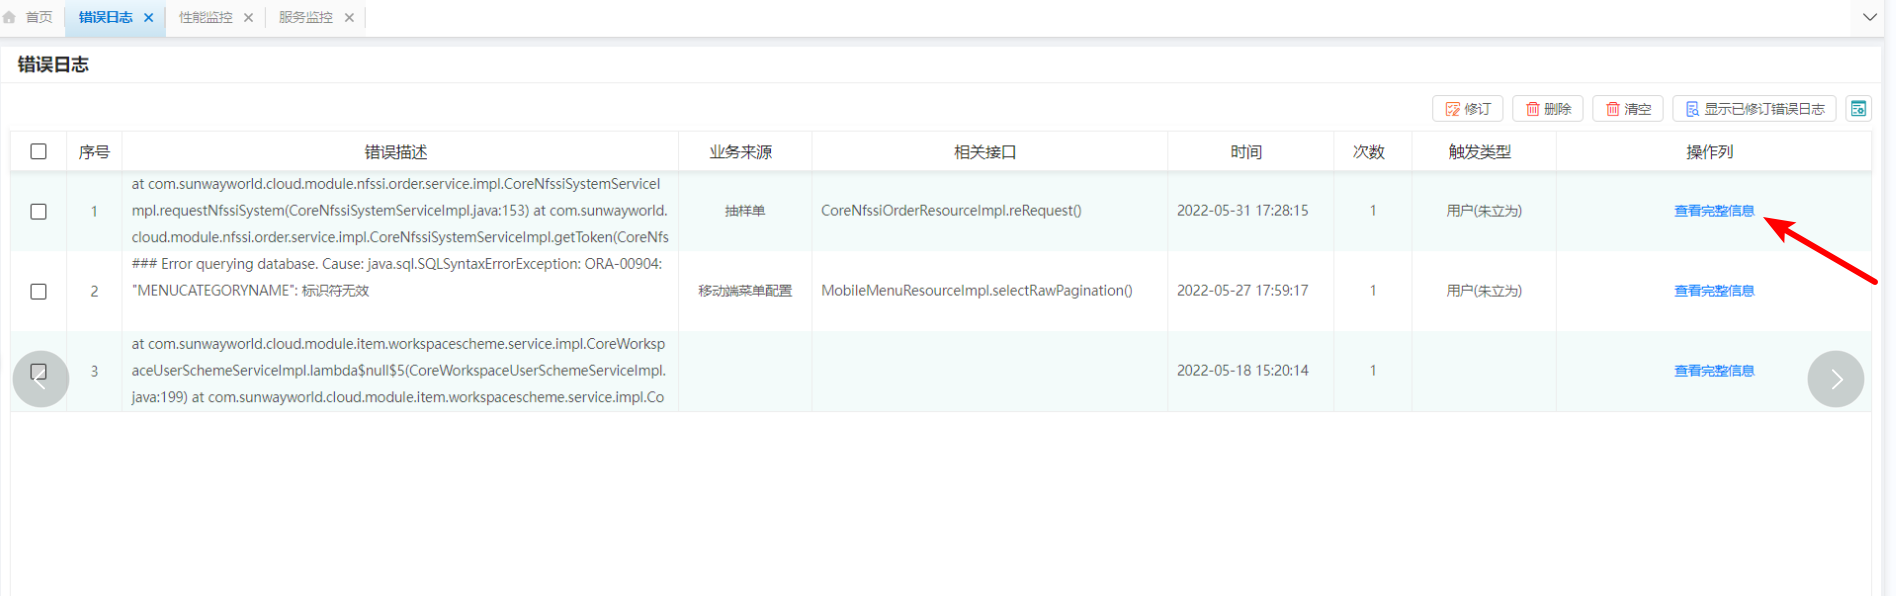 首页 错误日志 性能监控 服务监控
错误日志
修订 删除 清空 显示已修订错误日志
序号 错误描述 业务来源 相关接口 时间 次数 触发类型 操作列
at com.sunwayworld.cloud.module.nfssi.order.service.impl.CoreNfssiSystemServiceI
1 mpl.requestNfssiSystem(CoreNfssiSystemServiceImpl.java:153) at com.sunwayworld. 抽样单 CoreNfssiOrderResourceImpl.reRequest() 2022-05-31 17:28:15 1 用户(朱立为) 查看完整信息
cloud.module.nfssi.order.service.impl.CoreNfssiSystemServiceImpl.getToken(CoreNfs
### Error querying database. Cause: java.sql.SQLSyntaxErrorException: ORA-00904:
2 "MENUCATEGORYNAME": 标识符无效 移动端菜单配置 MobileMenuResourceImpl.selectRawPagination() 2022-05-27 17:59:17 1 用户(朱立为) 查看完整信息
at com.sunwayworld.cloud.module.item.workspacescheme.service.impl.CoreWorksp
3 aceUserSchemeServiceImpl.lambda$null$5(CoreWorkspaceUserSchemeServiceImpl. 2022-05-18 15:20:14 1 查看完整信息
java:199) at com.sunwayworld.cloud.module.item.workspacescheme.service.impl.Co